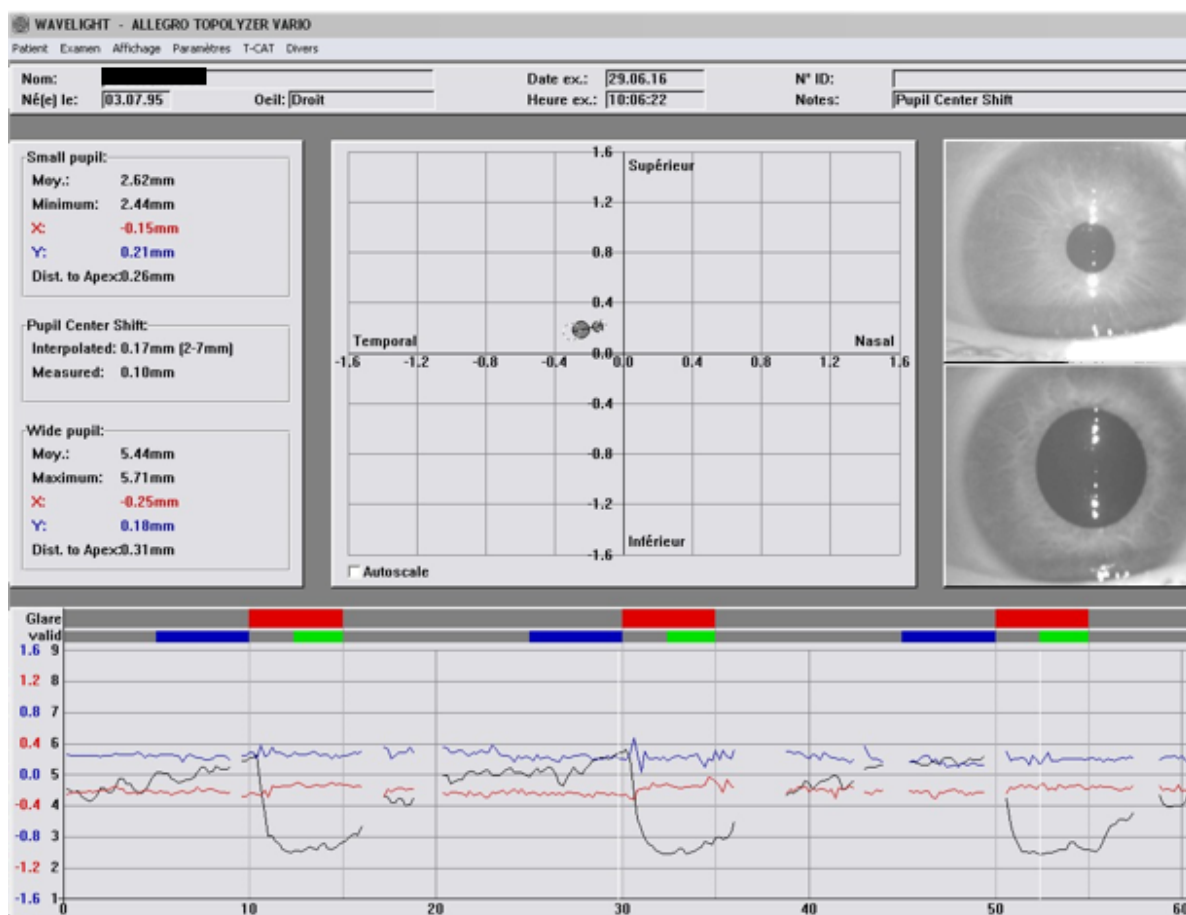 WAVELIGHT - ALLEGRO TOPOLYZER VARIO
Patient Examen Affichage Paramètres T-CAT Divers
Nom: Date ex.: 29.06.16 N° ID:
Né(e) le: 03.07.95 Oeil: Droit Heure ex.: 10:06:22 Notes: Pupil Center Shift
Small pupil:
Moy.: 2.62mm
Minimum: 2.44mm
X: -0.15mm
Y: 0.21mm
Dist. to Apex:0.26mm
Pupil Center Shift:
Interpolated: 0.17mm (2-7mm)
Measured: 0.10mm
Wide pupil:
Moy.: 5.44mm
Maximum: 5.71mm
X: -0.25mm
Y: 0.18mm
Dist. to Apex:0.31mm
1.6
Supérieur
1.2
0.8
0.4
Temporal 0.0 Nasal
-1.6 -1.2 -0.8 -0.4 0.0 0.4 0.8 1.2 1.6
-0.4
-0.8
-1.2
Inférieur
-1.6
Autoscale
Glare
valid
1.6 9
1.2 8
0.8 7
0.4 6
0.0 5
-0.4 4
-0.8 3
-1.2 2
-1.6 1
0 10 20 30 40 50 60